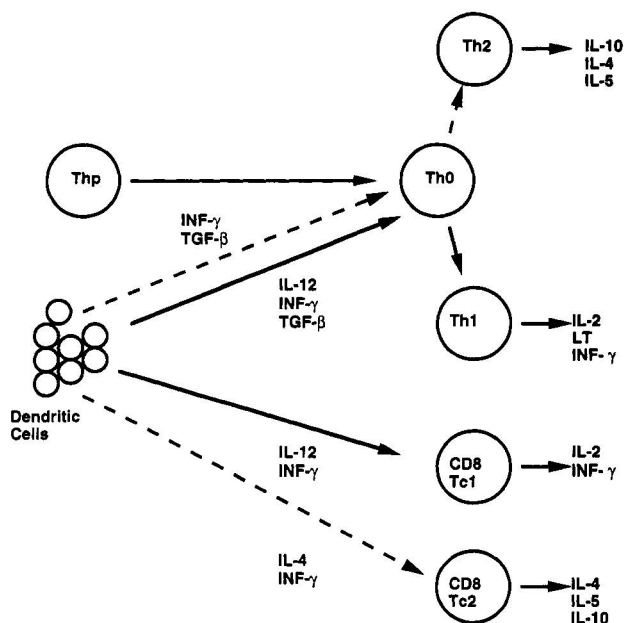 Th2
IL-10
IL-4
IL-5
Thp
Th0
INF-γ
TGF-β
IL-12
INF-γ
TGF-β
Th1
IL-2
LT
INF- γ
Dendritic
Cells
IL-12
INF-γ
CD8
Tc1
IL-2
INF- γ
IL-4
INF-γ
CD8
Tc2
IL-4
IL-5
IL-10